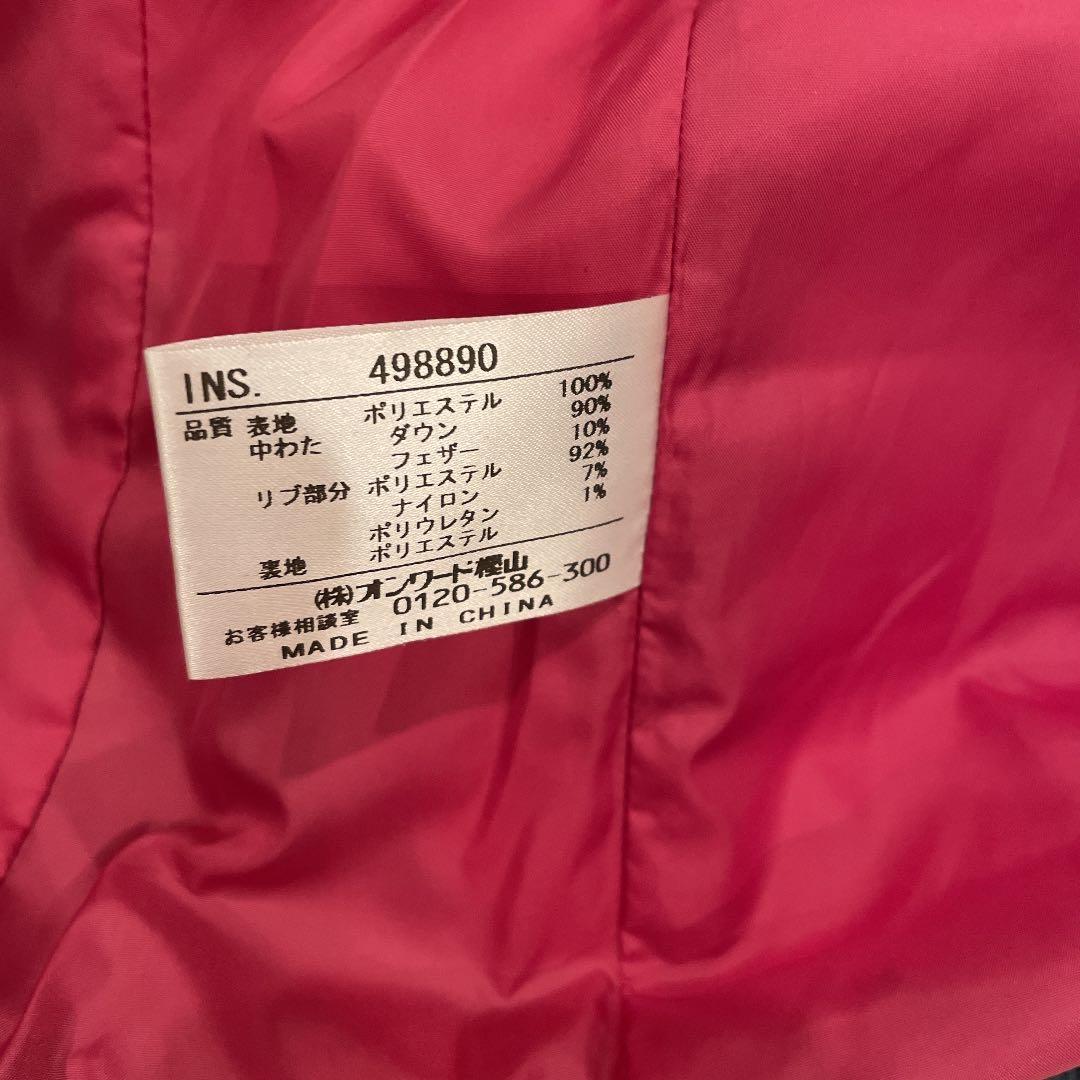 INS. 498890
品質 表地 ポリエステル 100%
中わた ダウン 90%
フェザー 10%
リブ部分 ポリエステル 92%
ナイロン 7%
ポリウレタン 1%
裏地 ポリエステル
(株)オンワード樫山
お客様相談室 0120-586-300
MADE IN CHINA